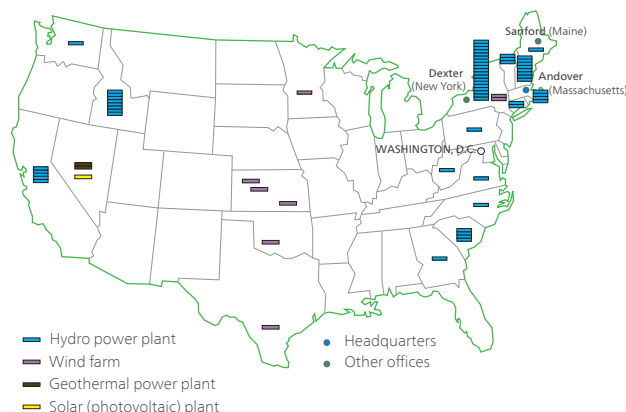 Sanford (Maine)
Dexter
(New York)
Andover
(Massachusetts)
WASHINGTON, D.C.
Hydro power plant
Wind farm
Geothermal power plant
Solar (photovoltaic) plant
Headquarters
Other offices